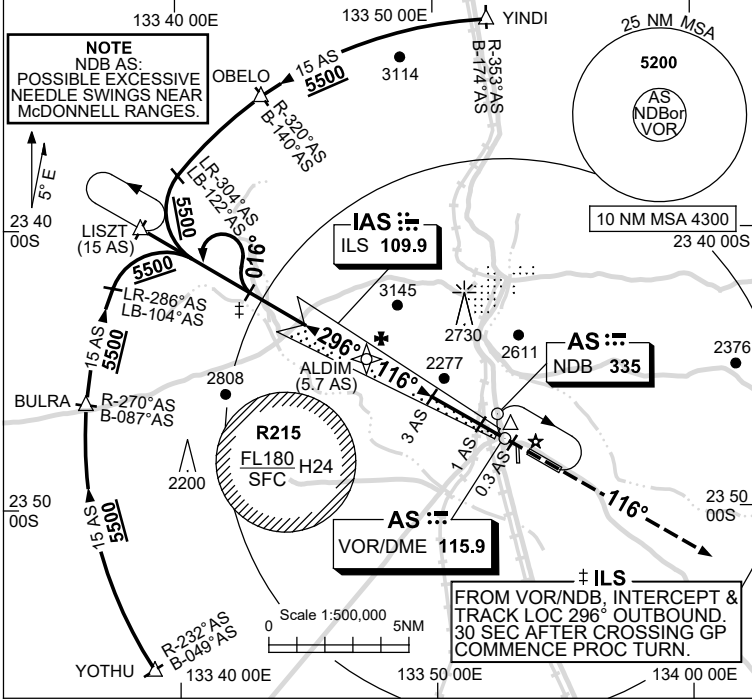 133 40 00E
133 50 00E
YINDI
25 NM MSA
5200
AS
NDBor
VOR
10 NM MSA 4300
NOTE
NDB AS:
POSSIBLE EXCESSIVE
NEEDLE SWINGS NEAR
McDONNELL RANGES.
5° E
15 AS
5500
3114
R-353°AS
B-174°AS
OBELO
R-320°AS
B-140°AS
LR-304°AS
LB-122°AS
5500
016°
23 40
00S
23 40 00S
LISZT
(15 AS)
5500
LR-286°AS
LB-104°AS
‡
IAS
ILS 109.9
3145
2730
2611
2376
296°
116°
ALDIM
(5.7 AS)
2277
AS
NDB 335
15 AS
5500
BULRA
R-270°AS
B-087°AS
2808
3 AS
1 AS
0.3 AS
R215
FL180
SFC
H24
2200
23 50
00S
23 50
00S
15 AS
5500
AS
VOR/DME 115.9
116°
‡ ILS
FROM VOR/NDB, INTERCEPT &
TRACK LOC 296° OUTBOUND.
30 SEC AFTER CROSSING GP
COMMENCE PROC TURN.
Scale 1:500,000
0
5NM
R-232°AS
B-049°AS
YOTHU
133 40 00E
133 50 00E
134 00 00E